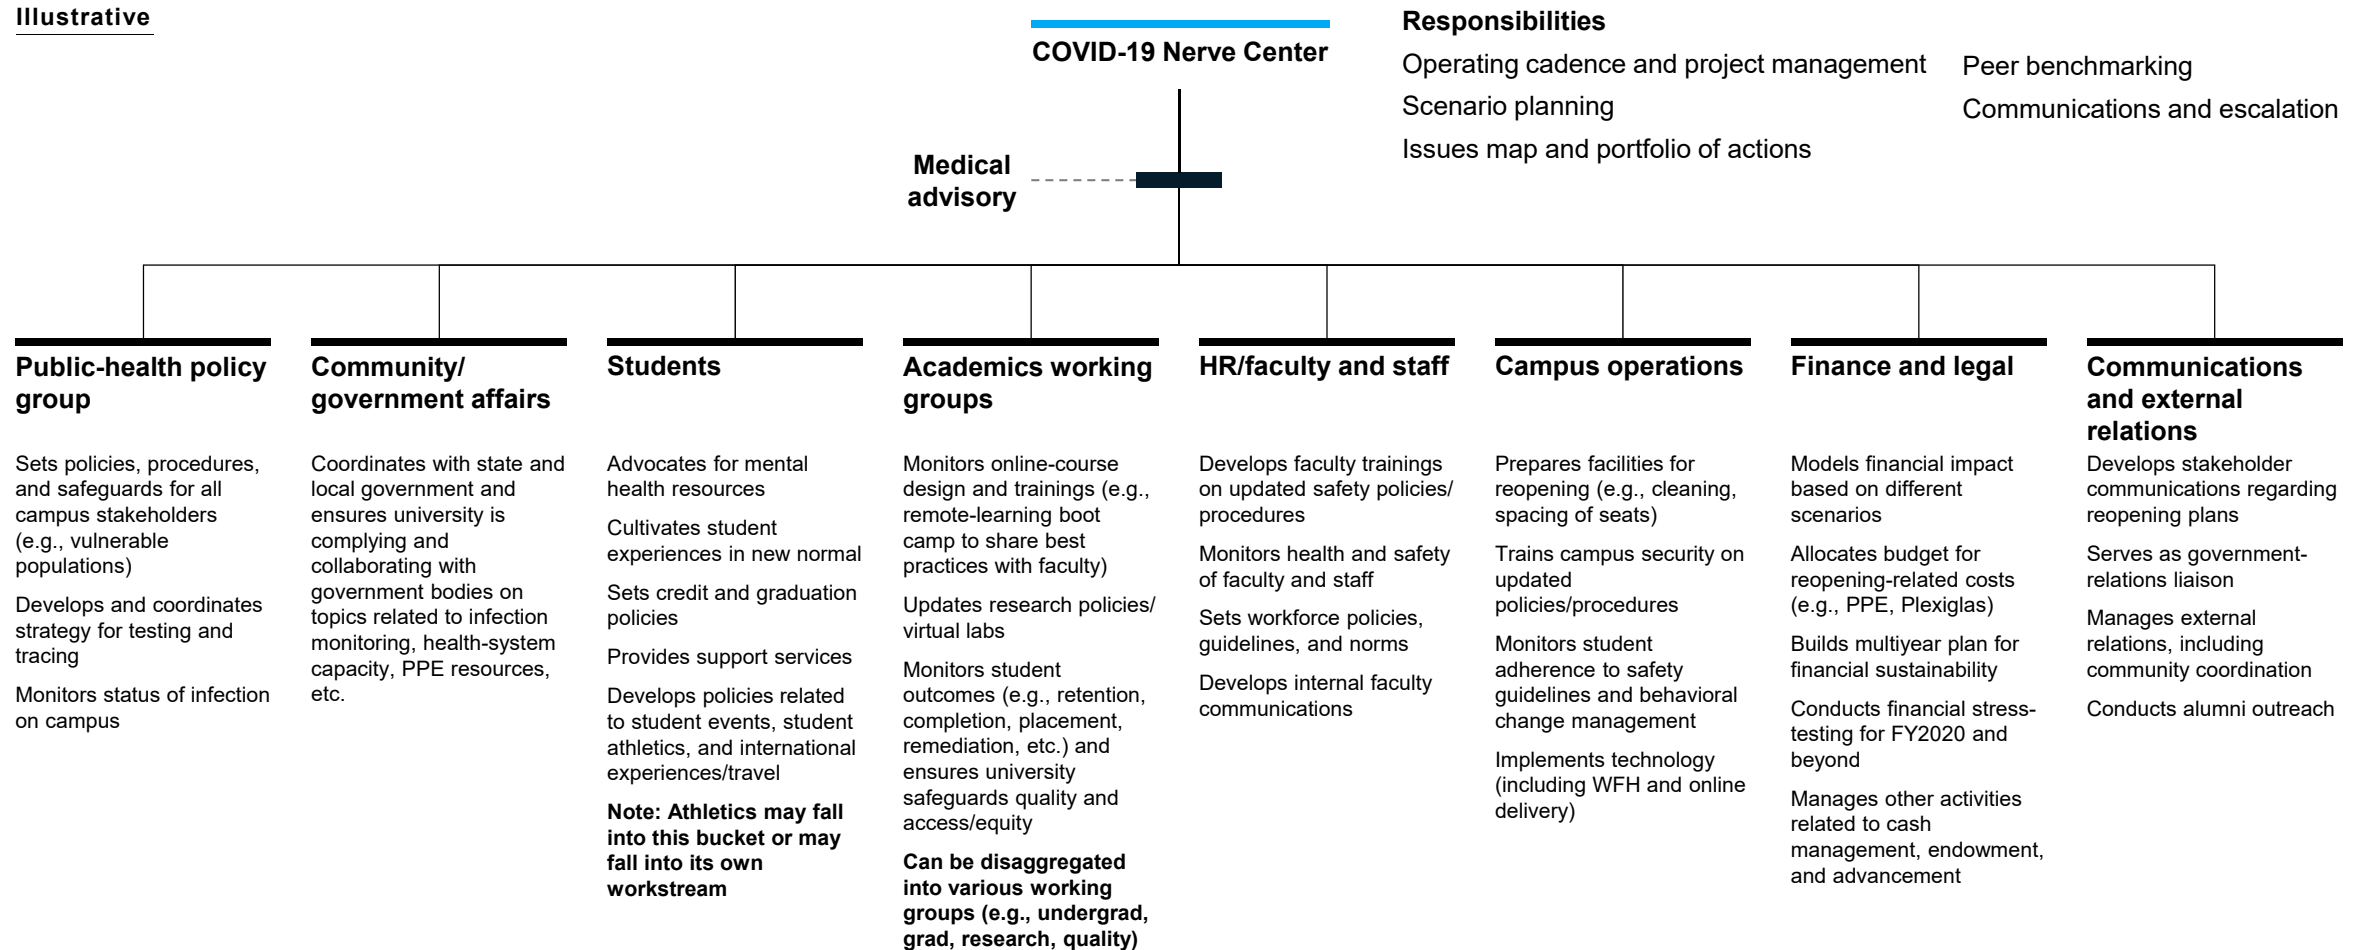 Illustrative
COVID-19 Nerve Center
Responsibilities
Operating cadence and project management
Scenario planning
Issues map and portfolio of actions
Peer benchmarking
Communications and escalation
Medical
advisory
Public-health policy
group
Sets policies, procedures,
and safeguards for all
campus stakeholders
(e.g., vulnerable
populations)
Develops and coordinates
strategy for testing and
tracing
Monitors status of infection
on campus
Community/
government affairs
Coordinates with state and
local government and
ensures university is
complying and
collaborating with
government bodies on
topics related to infection
monitoring, health-system
capacity, PPE resources,
etc.
Students
Advocates for mental
health resources
Cultivates student
experiences in new normal
Sets credit and graduation
policies
Provides support services
Develops policies related
to student events, student
athletics, and international
experiences/travel
Note: Athletics may fall
into this bucket or may
fall into its own
workstream
Academics working
groups
Monitors online-course
design and trainings (e.g.,
remote-learning boot
camp to share best
practices with faculty)
Updates research policies/
virtual labs
Monitors student
outcomes (e.g., retention,
completion, placement,
remediation, etc.) and
ensures university
safeguards quality and
access/equity
Can be disaggregated
into various working
groups (e.g., undergrad,
grad, research, quality)
HR/faculty and staff
Develops faculty trainings
on updated safety policies/
procedures
Monitors health and safety
of faculty and staff
Sets workforce policies,
guidelines, and norms
Develops internal faculty
communications
Campus operations
Prepares facilities for
reopening (e.g., cleaning,
spacing of seats)
Trains campus security on
updated
policies/procedures
Monitors student
adherence to safety
guidelines and behavioral
change management
Implements technology
(including WFH and online
delivery)
Finance and legal
Models financial impact
based on different
scenarios
Allocates budget for
reopening-related costs
(e.g., PPE, Plexiglas)
Builds multiyear plan for
financial sustainability
Conducts financial stress-
testing for FY2020 and
beyond
Manages other activities
related to cash
management, endowment,
and advancement
Communications
and external
relations
Develops stakeholder
communications regarding
reopening plans
Serves as government-
relations liaison
Manages external
relations, including
community coordination
Conducts alumni outreach